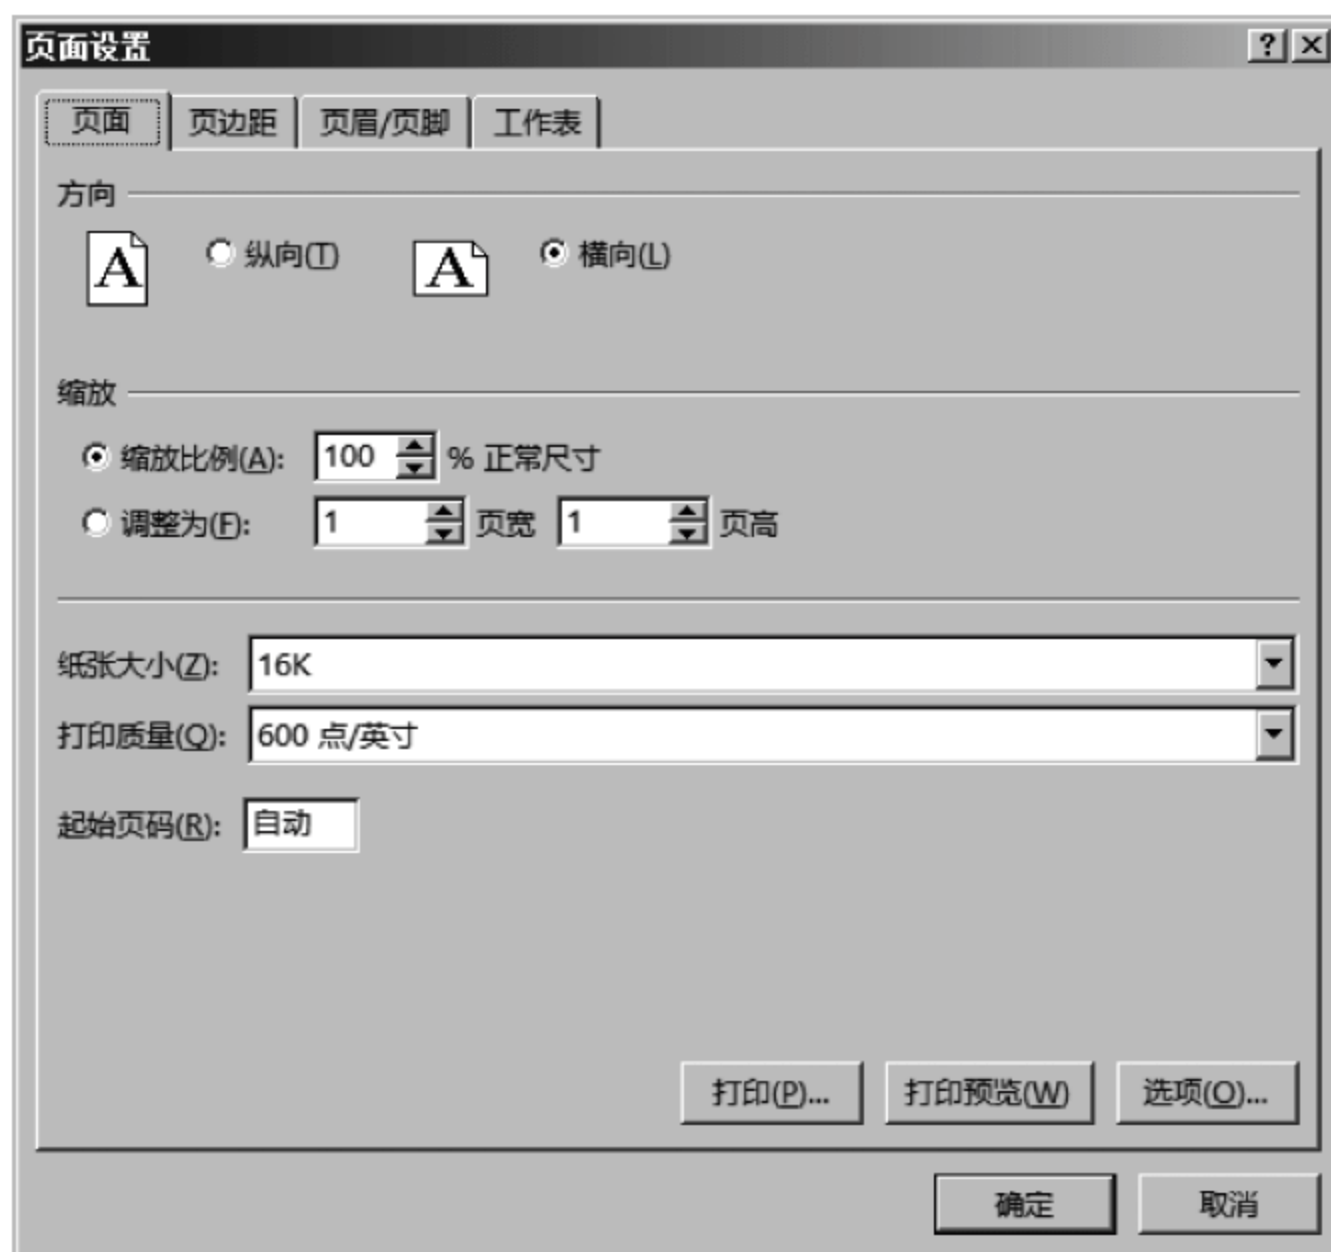 页面设置
页面 页边距 页眉/页脚 工作表
方向
A 纵向(T) A 横向(L)
缩放
缩放比例(A): 100 % 正常尺寸
调整为(F): 1 页宽 1 页高
纸张大小(Z): 16K
打印质量(Q): 600 点/英寸
起始页码(R): 自动
打印(P)... 打印预览(W) 选项(O)...
确定 取消